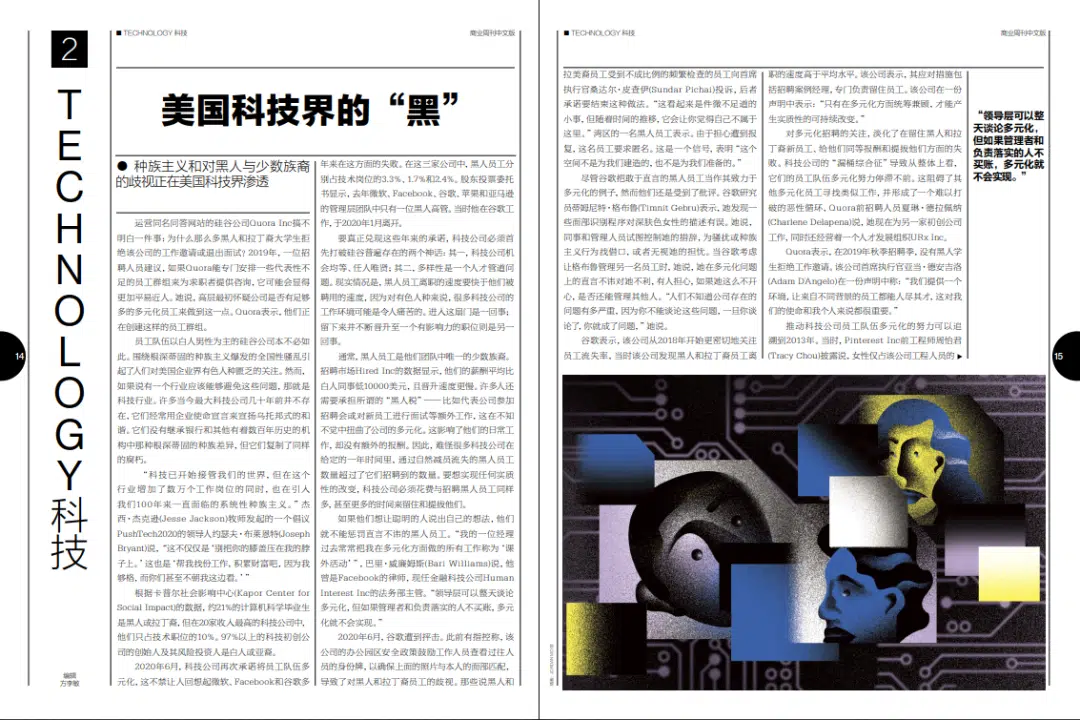 2
TECHNOLOGY科技
编辑
方李敏
14
■ TECHNOLOGY 科技
商业周刊中文版
美国科技界的“黑”
● 种族主义和对黑人与少数族裔
的歧视正在美国科技界渗透
运营同名问答网站的硅谷公司Quora Inc搞不
明白一件事：为什么那么多黑人和拉丁裔大学生拒
绝该公司的工作邀请或退出面试？2019年，一位招
聘人员建议，如果Quora能专门安排一些代表性不
足的员工群组来为求职者提供咨询，它可能会显得
更加平易近人。她说，高层最初怀疑公司是否有足够
多的多元化员工来做到这一点。Quora表示，他们正
在创建这样的员工群组。
员工队伍以白人男性为主的硅谷公司本不必如
此。围绕根深蒂固的种族主义爆发的全国性骚乱引
起了人们对美国企业界有色人种匮乏的关注。然而，
如果说有一个行业应该能够避免这些问题，那就是
科技行业。许多当今最大科技公司几十年前并不存
在，它们经常用企业使命宣言来宣扬乌托邦式的和
谐。它们没有继承银行和其他有着数百年历史的机
构中那种根深蒂固的种族差异，但它们复制了同样
的腐朽。
“科技已开始接管我们的世界，但在这个
行业增加了数万个工作岗位的同时，也在引入
我们100年来一直面临的系统性种族主义。”杰
西·杰克逊(Jesse Jackson)牧师发起的一个倡议
PushTech2020的领导人约瑟夫·布莱恩特(Joseph
Bryant)说，“这不仅仅是‘别把你的膝盖压在我的脖
子上。’这也是‘帮我找份工作，积累财富吧，因为我
够格，而你们甚至不朝我这边看。’”
根据卡普尔社会影响中心(Kapor Center for
Social Impact)的数据，约21%的计算机科学毕业生
是黑人或拉丁裔，但在20家收入最高的科技公司中，
他们只占技术职位的10%。97%以上的科技初创公
司的创始人及其风险投资人是白人或亚裔。
2020年6月，科技公司再次承诺将员工队伍多
元化，这不禁让人回想起微软、Facebook和谷歌多
年来在这方面的失败。在这三家公司中，黑人员工分
别占技术岗位的3.3%、1.7%和2.4%。股东投票委托
书显示，去年微软、Facebook、谷歌、苹果和亚马逊
的管理层团队中只有一位黑人高管。当时他在谷歌工
作，于2020年1月离开。
要真正兑现这些年来的承诺，科技公司必须首
先打破硅谷普遍存在的两个神话：其一，科技公司机
会均等、任人唯贤；其二，多样性是一个人才管道问
题。现实情况是，黑人员工离职的速度要快于他们被
聘用的速度，因为对有色人种来说，很多科技公司的
工作环境可能是令人痛苦的。进入这扇门是一回事；
留下来并不断晋升至一个有影响力的职位则是另一
回事。
通常，黑人员工是他们团队中唯一的少数族裔。
招聘市场Hired Inc的数据显示，他们的薪酬平均比
白人同事低10000美元，且晋升速度更慢。许多人还
需要承担所谓的“黑人税”——比如代表公司参加
招聘会或对新员工进行面试等额外工作，这在不知
不觉中扭曲了公司的多元化。这影响了他们的日常工
作，却没有额外的报酬。因此，难怪很多科技公司在
给定的一年时间里，通过自然减员流失的黑人员工
数量超过了它们招聘到的数量。要想实现任何实质
性的改变，科技公司必须花费与招聘黑人员工同样
多，甚至更多的时间来留住和提拔他们。
如果他们想让聪明的人说出自己的想法，他们
就不能惩罚直言不讳的黑人员工。“我的一位经理
过去常常把我在多元化方面做的所有工作称为‘课
外活动’”，巴里·威廉姆斯(Bari Williams)说，他
曾是Facebook的律师，现任金融科技公司Human
Interest Inc的法务部主管。“领导层可以整天谈论
多元化，但如果管理者和负责落实的人不买账，多元
化就不会实现。”
2020年6月，谷歌遭到抨击。此前有指控称，该
公司的办公园区安全政策鼓励工作人员查看过往人
员的身份牌，以确保上面的照片与本人的面部匹配，
导致了对黑人和拉丁裔员工的歧视。那些说黑人和
■ TECHNOLOGY 科技
商业周刊中文版
拉美裔员工受到不成比例的频繁检查的员工向首席
执行官桑达尔·皮查伊(Sundar Pichai)投诉，后者
承诺要结束这种做法。“这看起来是件微不足道的
小事，但随着时间的推移，它会让你觉得自己不属于
这里。”湾区的一名黑人员工表示。由于担心遭到报
复，这名员工要求匿名。这是一个信号，表明“这个
空间不是为我们建造的，也不是为我们准备的。”
尽管谷歌把敢于直言的黑人员工当作其致力于
多元化的例子，然而他们还是受到了批评。谷歌研究
员蒂姆尼特·格布鲁(Timnit Gebru)表示，她发现一
些面部识别程序对深肤色女性的描述有误。她说，
同事和管理人员试图控制她的措辞，为骚扰或种族
主义行为找借口，或者无视她的担忧。当谷歌考虑
让格布鲁管理另一名员工时，她说，她在多元化问题
上的直言不讳对她不利，有人担心，如果她这么不开
心，是否还能管理其他人。“人们不知道公司存在的
问题有多严重，因为你不能谈论这些问题，一旦你谈
论了，你就成了问题，”她说。
谷歌表示，该公司从2018年开始更密切地关注
员工流失率，当时该公司发现黑人和拉丁裔员工离
职的速度高于平均水平。该公司表示，其应对措施包
括招聘案例经理，专门负责留住员工。该公司在一份
声明中表示：“只有在多元化方面统筹兼顾，才能产
生实质性的可持续改变。”
对多元化招聘的关注，淡化了在留住黑人和拉
丁裔新员工、给他们同等报酬和提拔他们方面的失
败。科技公司的“漏桶综合征”导致从整体上看，
它们的员工队伍多元化努力停滞不前。这阻碍了其
他多元化员工寻找类似工作，并形成了一个难以打
破的恶性循环。Quora前招聘人员夏琳·德拉佩纳
(Charlene Delapena)说，她现在为另一家初创公司
工作，同时还经营着一个人才发展组织URx Inc。
Quora表示，在2019年秋季招聘季，没有黑人学
生拒绝工作邀请。该公司首席执行官亚当·德安吉洛
(Adam D'Angelo)在一份声明中称：“我们提供一个
环境，让来自不同背景的员工都能人尽其才，这对我
们的使命和我个人来说都很重要。”
推动科技公司员工队伍多元化的努力可以追
溯到2013年。当时，Pinterest Inc前工程师周怡君
(Tracy Chou)披露说，女性仅占该公司工程人员的 ▶
“领导层可以整
天谈论多元化，
但如果管理者和
负责落实的人不
买账，多元化就
不会实现。”
15